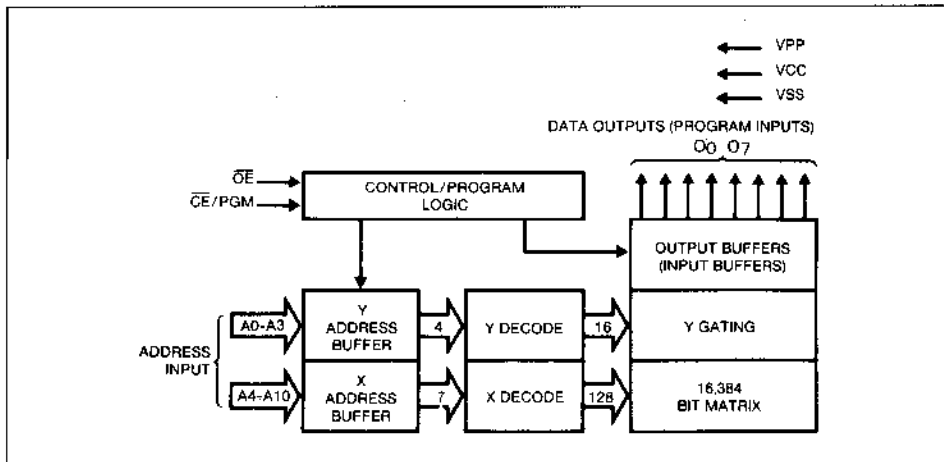 VPP
VCC
VSS
DATA OUTPUTS (PROGRAM INPUTS)
O0 O7
OE
CE/PGM
CONTROL/PROGRAM
LOGIC
OUTPUT BUFFERS
(INPUT BUFFERS)
ADDRESS
INPUT
A0-A3
Y
ADDRESS
BUFFER
4
Y DECODE
16
Y GATING
A4-A10
X
ADDRESS
BUFFER
7
X DECODE
128
16,384
BIT MATRIX